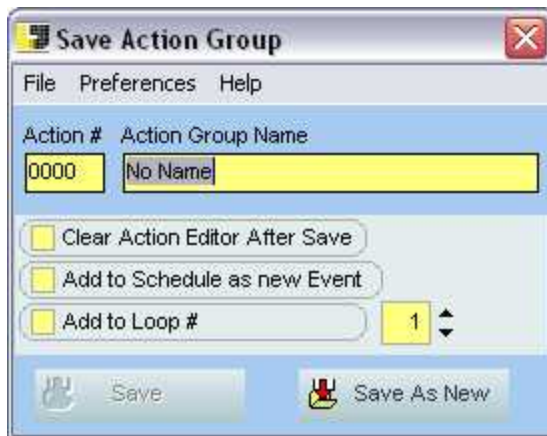 Save Action Group
File Preferences Help
Action # Action Group Name
0000 No Name
Clear Action Editor After Save
Add to Schedule as new Event
Add to Loop # 1
Save Save As New